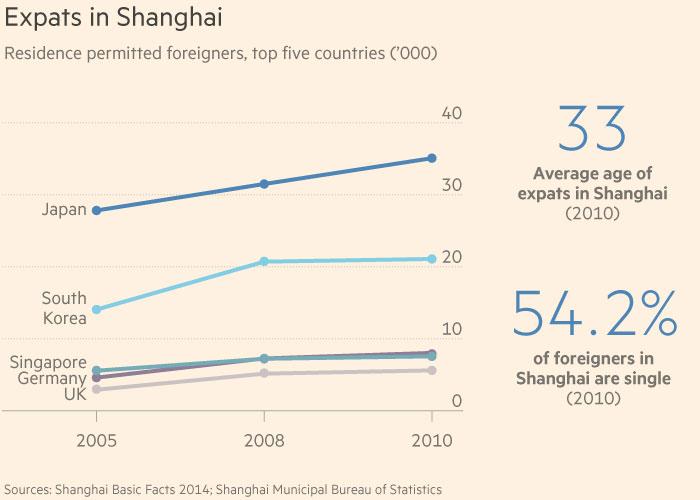 Expats in Shanghai
Residence permitted foreigners, top five countries (’000)
40
30
20
10
0
Japan
South
Korea
Singapore
Germany
UK
2005
2008
2010
33
Average age of
expats in Shanghai
(2010)
54.2%
of foreigners in
Shanghai are single
(2010)
Sources: Shanghai Basic Facts 2014; Shanghai Municipal Bureau of Statistics